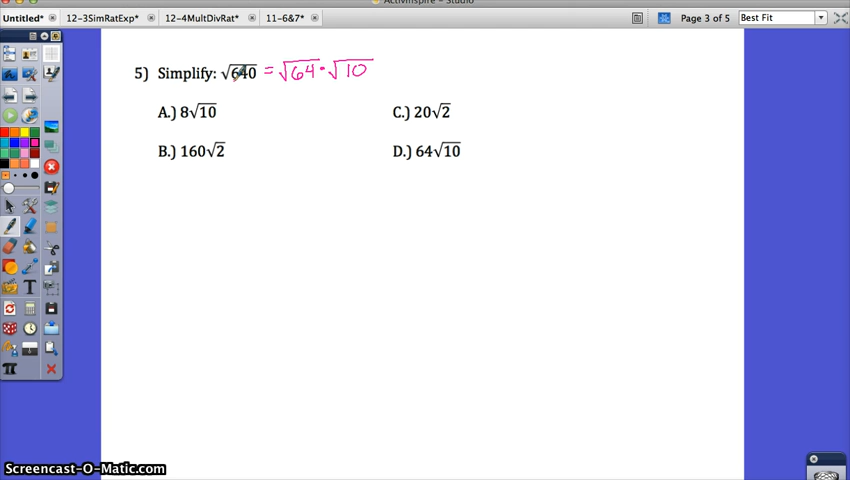 ActivInspire - Studio
Untitled* 12-3SimRatExp* 12-4MultDivRat* 11-6&7* Page 3 of 5 Best Fit
5) Simplify: √640 = √64 · √10
A.) 8√10 C.) 20√2
B.) 160√2 D.) 64√10
T
Screencast-O-Matic.com